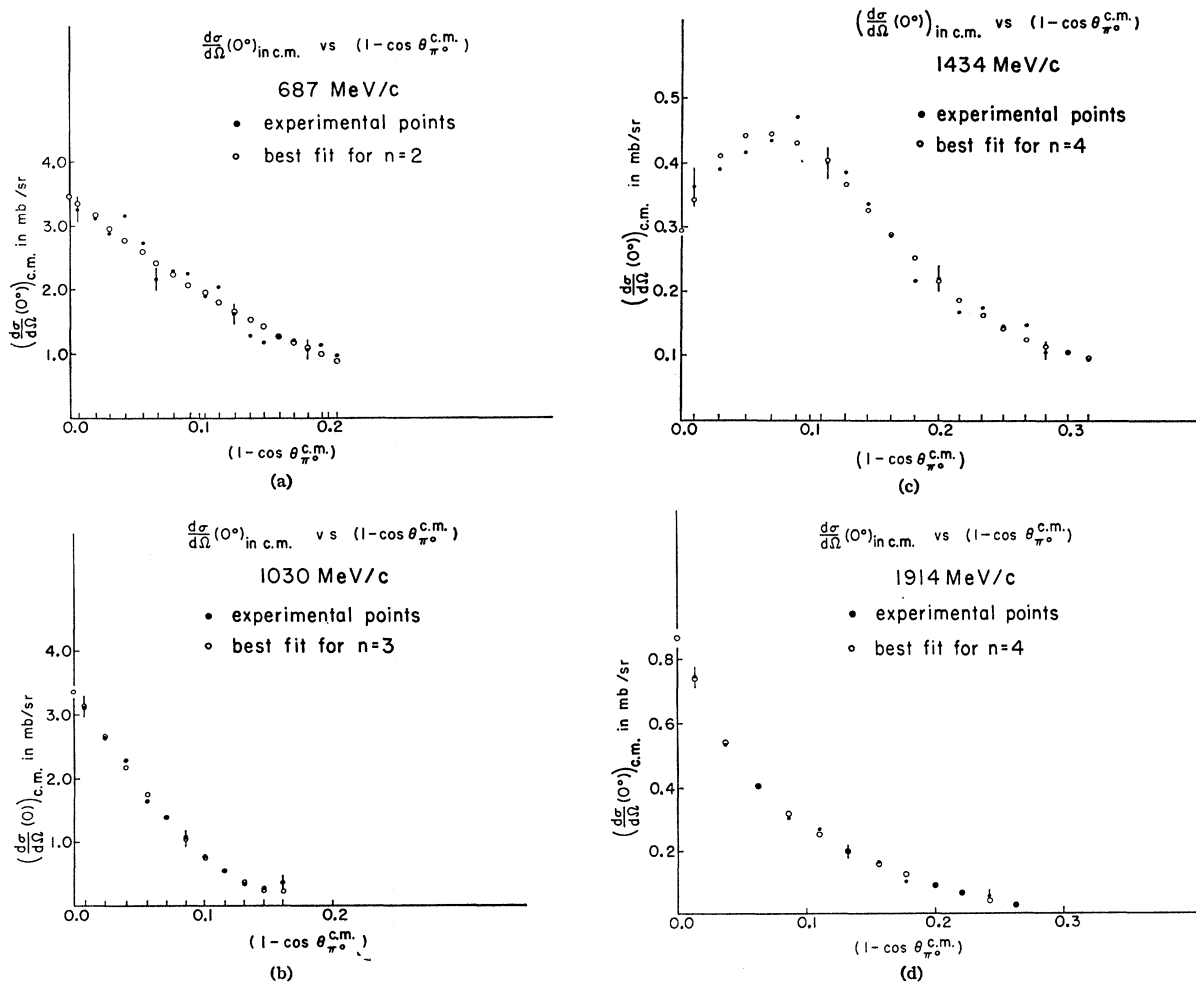 dσ/dΩ (0°) in c.m. vs (1-cos θ c.m. π°)
687 MeV/c
• experimental points
o best fit for n=2
(dσ/dΩ (0°)) c.m. in mb/sr
4.0
3.0
2.0
1.0
0.0 0.1 0.2
(1-cos θ c.m. π°)
(a)
dσ/dΩ (0°) in c.m. vs (1-cos θ c.m. π°)
1030 MeV/c
• experimental points
o best fit for n=3
(dσ/dΩ (0)) c.m. in mb/sr
4.0
3.0
2.0
1.0
0.0 0.1 0.2
(1-cos θ c.m. π°)
(b)
(dσ/dΩ (0°)) in c.m. vs (1-cos θ c.m. π°)
1434 MeV/c
• experimental points
o best fit for n=4
(dσ/dΩ (0°)) c.m. in mb/sr
0.5
0.4
0.3
0.2
0.1
0.0 0.1 0.2 0.3
(1-cos θ c.m. π°)
(c)
dσ/dΩ (0°) in c.m. vs (1-cos θ c.m. π°)
1914 MeV/c
• experimental points
o best fit for n=4
(dσ/dΩ (0°)) c.m. in mb/sr
0.8
0.6
0.4
0.2
0.0 0.1 0.2 0.3
(1-cos θ c.m. π°)
(d)